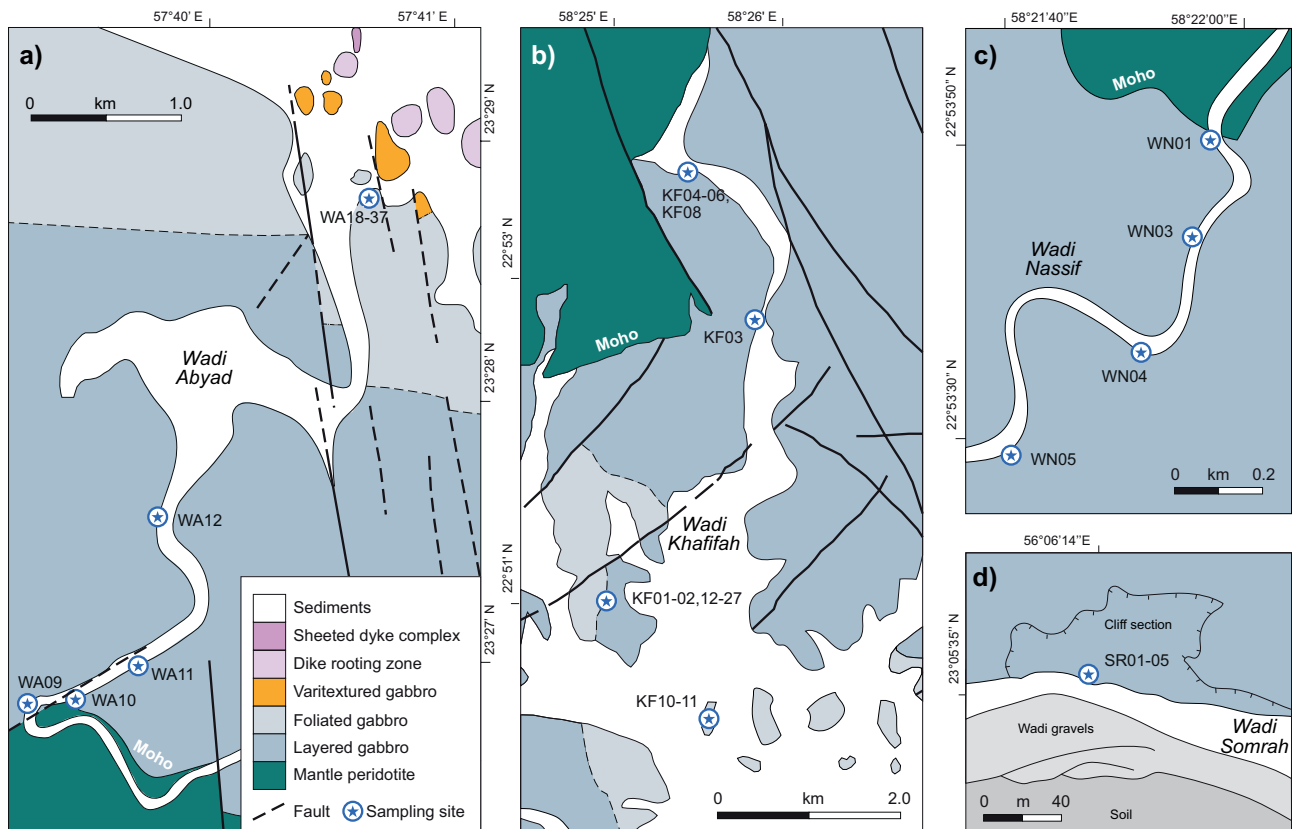 57°40' E
57°41' E
a)
0 km 1.0
23°29' N
WA18-37
22°53' N
Wadi
Abyad
23°28' N
WA12
WA11
WA09
WA10
Moho
23°27' N
Sediments
Sheeted dyke complex
Dike rooting zone
Varitextured gabbro
Foliated gabbro
Layered gabbro
Mantle peridotite
Fault
Sampling site
58°25' E
58°26' E
b)
KF04-06,
KF08
KF03
Moho
Wadi
Khafifah
22°51' N
KF01-02,12-27
KF10-11
0 km 2.0
58°21'40"E
58°22'00"E
c)
Moho
22°53'50" N
WN01
WN03
Wadi
Nassif
WN04
22°53'30" N
WN05
0 km 0.2
56°06'14"E
d)
Cliff section
23°05'35" N
SR01-05
Wadi
Somrah
Wadi gravels
0 m 40
Soil